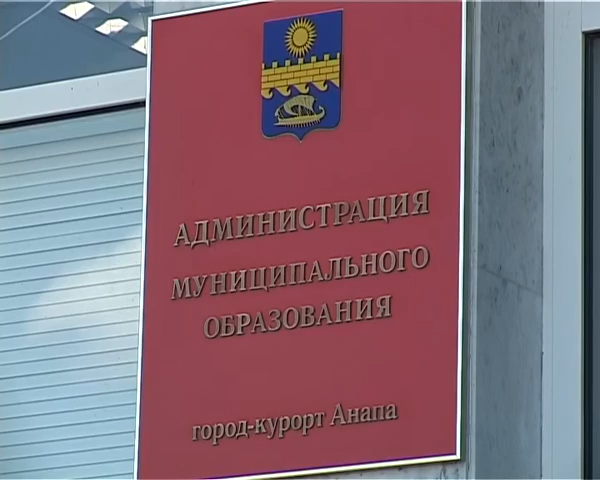 АДМИНИСТРАЦИЯ
МУНИЦИПАЛЬНОГО
ОБРАЗОВАНИЯ
город-курорт Анапа